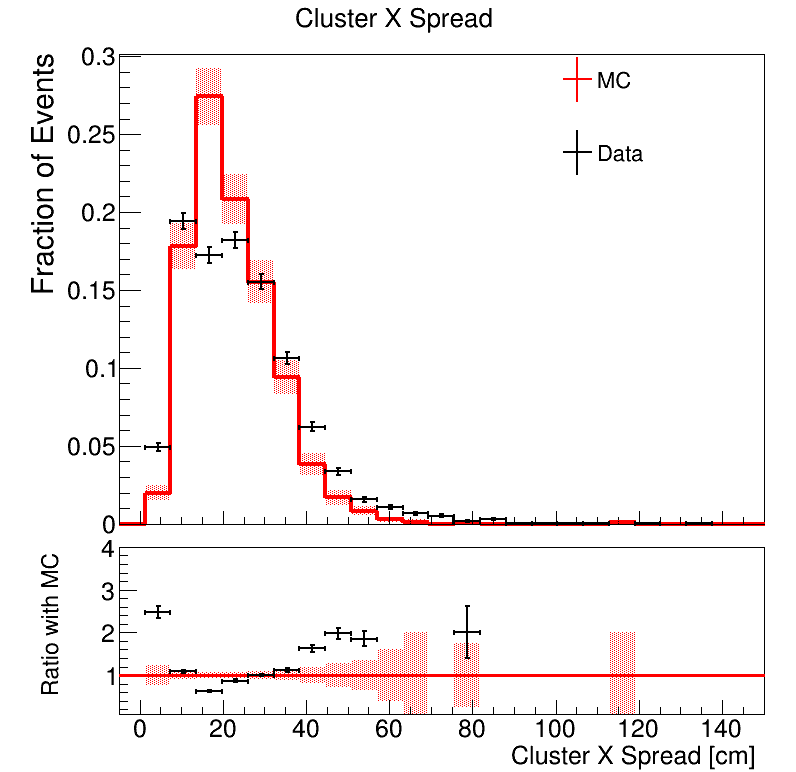 Cluster X Spread
Fraction of Events
0.3
0.25
0.2
0.15
0.1
0.05
0
MC
Data
Ratio with MC
4
3
2
1
0 20 40 60 80 100 120 140
Cluster X Spread [cm]